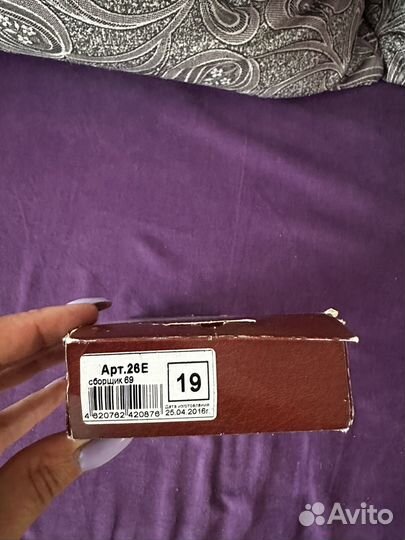 Арт.26Е
сборщик 69
4 620762 420876
19
дата изготовления
25.04.2016г.
Avito